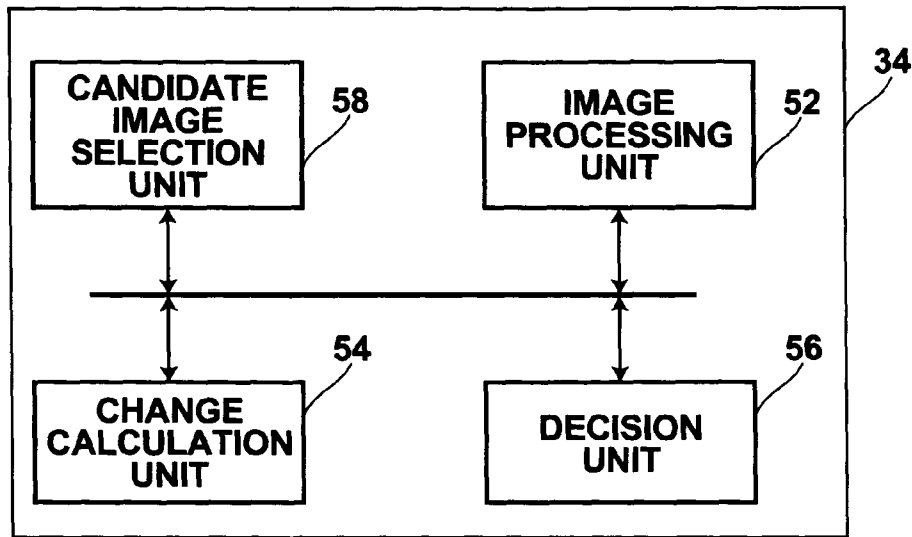 CANDIDATE
IMAGE
SELECTION
UNIT
58
IMAGE
PROCESSING
UNIT
52
34
CHANGE
CALCULATION
UNIT
54
DECISION
UNIT
56